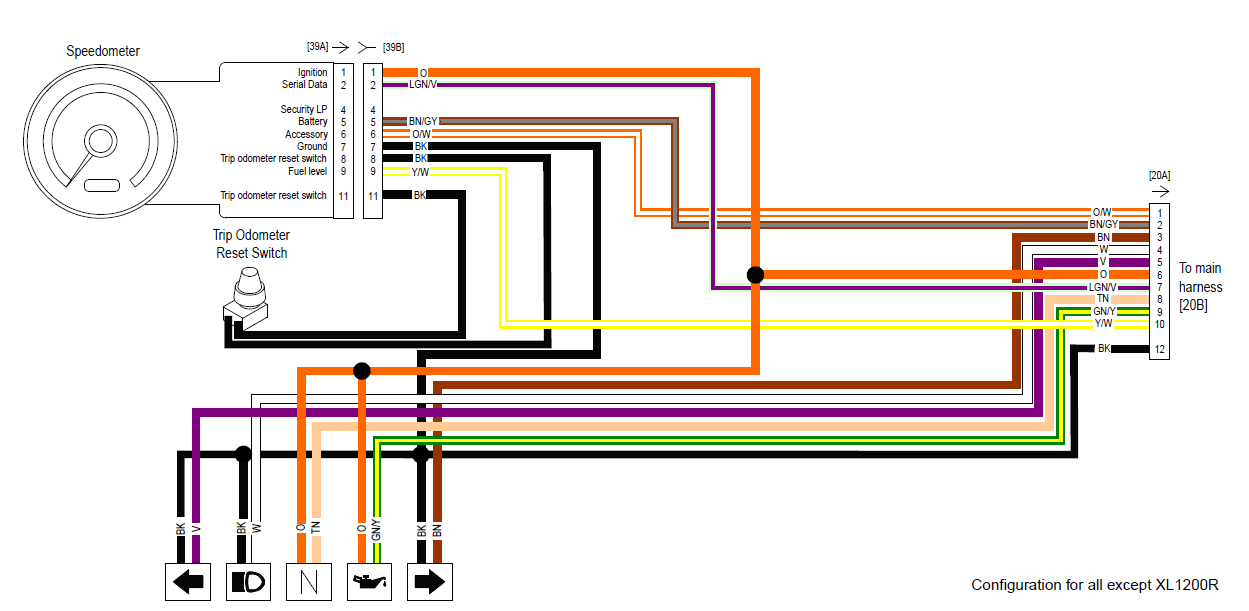 Speedometer
[39A]
[39B]
Ignition 1 1 O
Serial Data 2 2 LGN/V
Security LP 4 4
Battery 5 5 BN/GY
Accessory 6 6 O/W
Ground 7 7 BK
Trip odometer reset switch 8 8 BK
Fuel level 9 9 Y/W
Trip odometer reset switch 11 11 BK
[20A]
O/W 1
BN/GY 2
BN 3
W 4
V 5
O 6
LGN/V 7
TN 8
GN/Y 9
Y/W 10
BK 12
To main
harness
[20B]
Trip Odometer
Reset Switch
BK V BK W O TN O GN/Y BK BN
N
Configuration for all except XL1200R